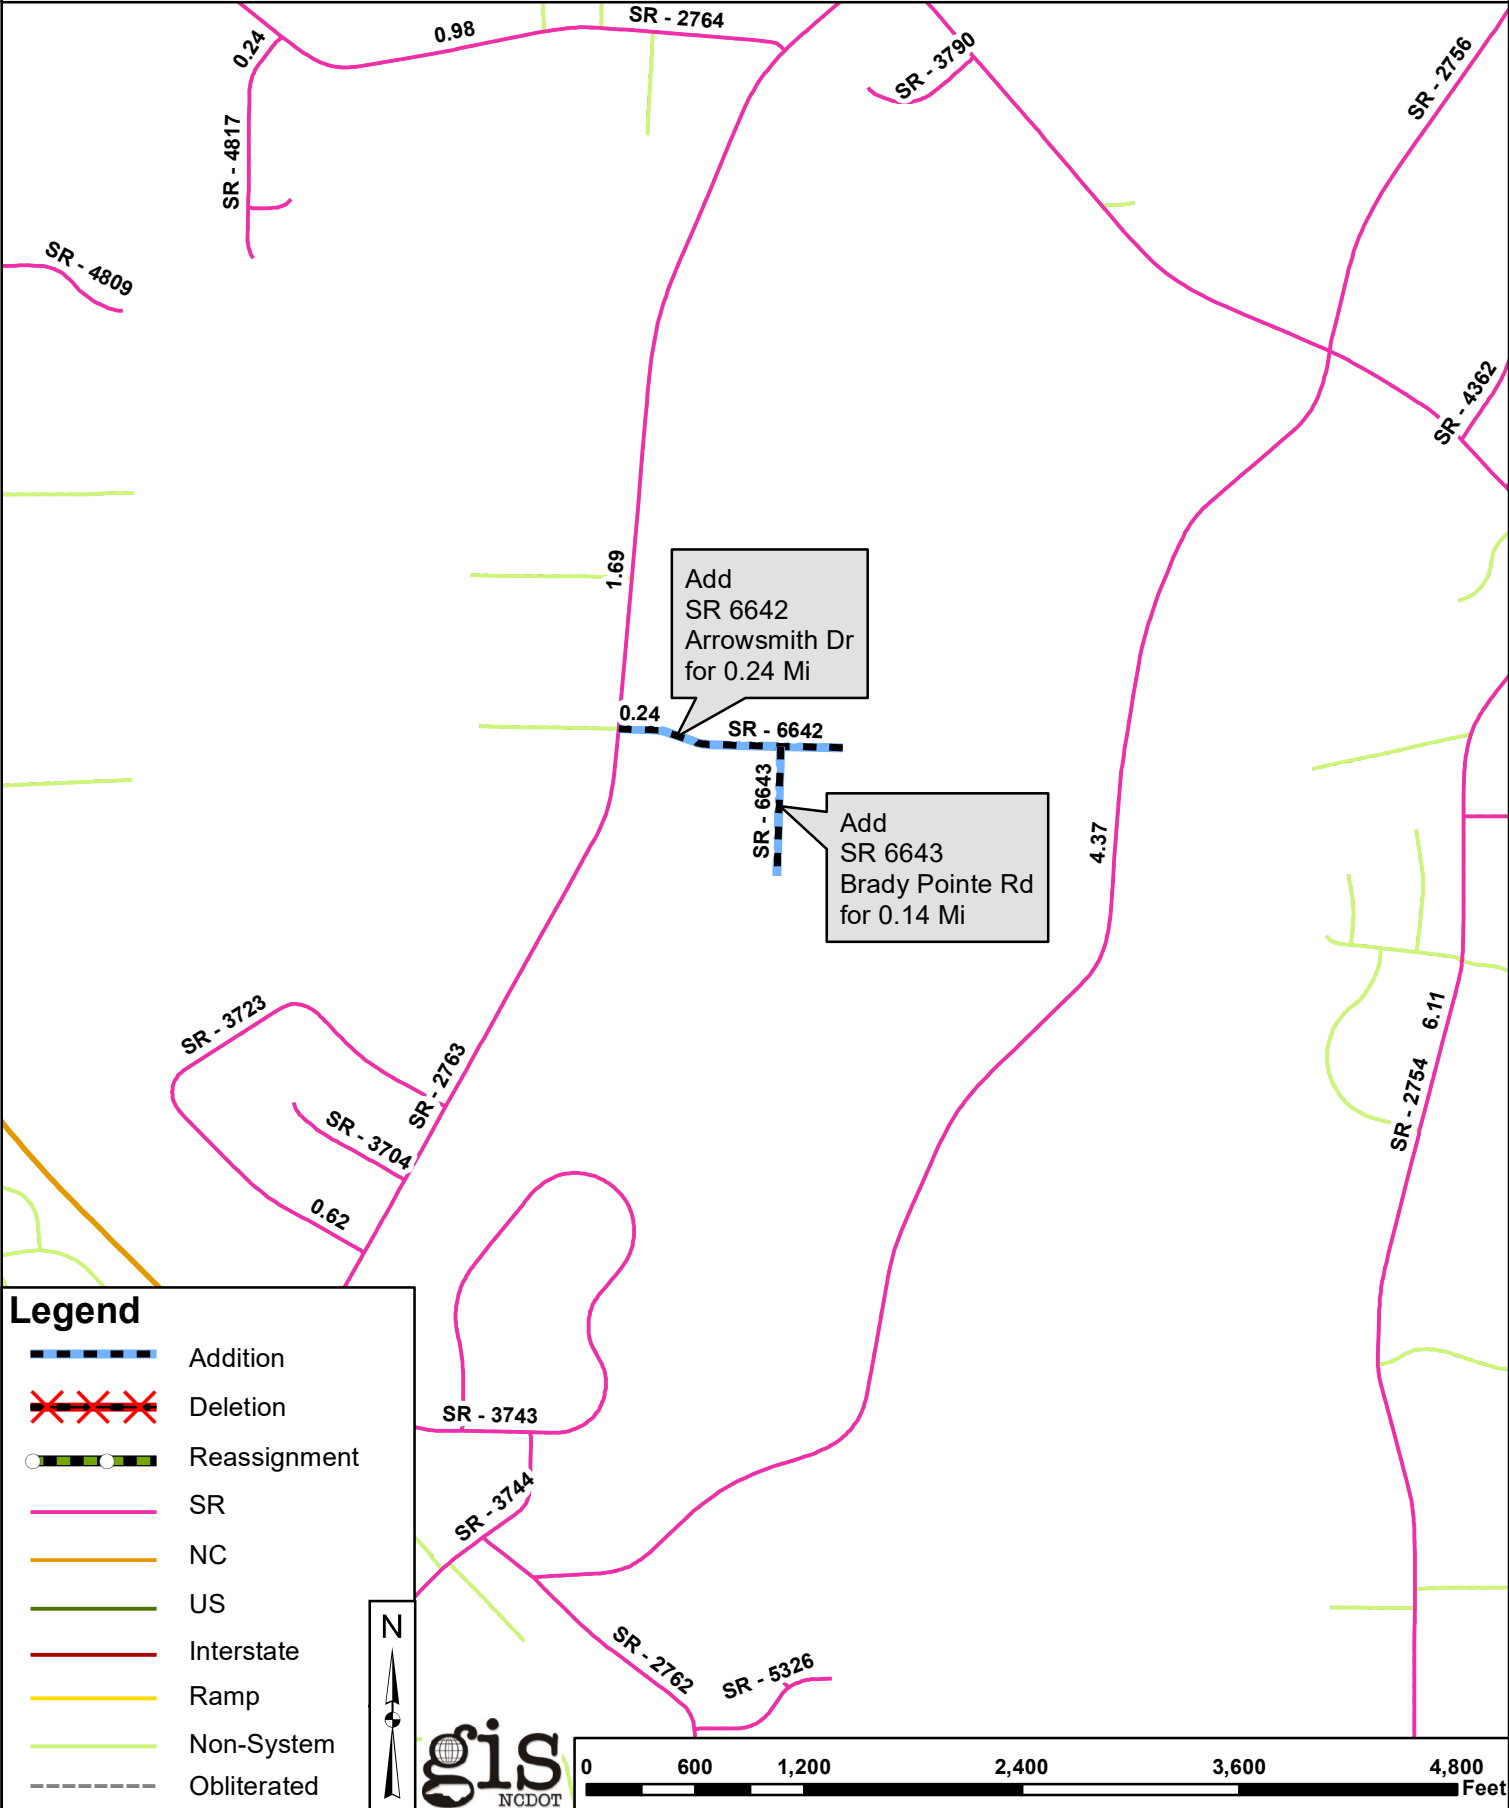 SR - 2764
0.98
0.24
SR - 4817
SR - 4809
SR - 3790
SR - 2756
SR - 4362
1.69
Add
SR 6642
Arrowsmith Dr
for 0.24 Mi
0.24
SR - 6642
SR - 6643
Add
SR 6643
Brady Pointe Rd
for 0.14 Mi
4.37
6.11
SR - 2754
SR - 3723
SR - 2763
SR - 3704
0.62
SR - 3743
SR - 3744
SR - 2762
SR - 5326
Legend
Addition
Deletion
Reassignment
SR
NC
US
Interstate
Ramp
Non-System
Obliterated
N
gis
NCDOT
0 600 1,200 2,400 3,600 4,800
Feet